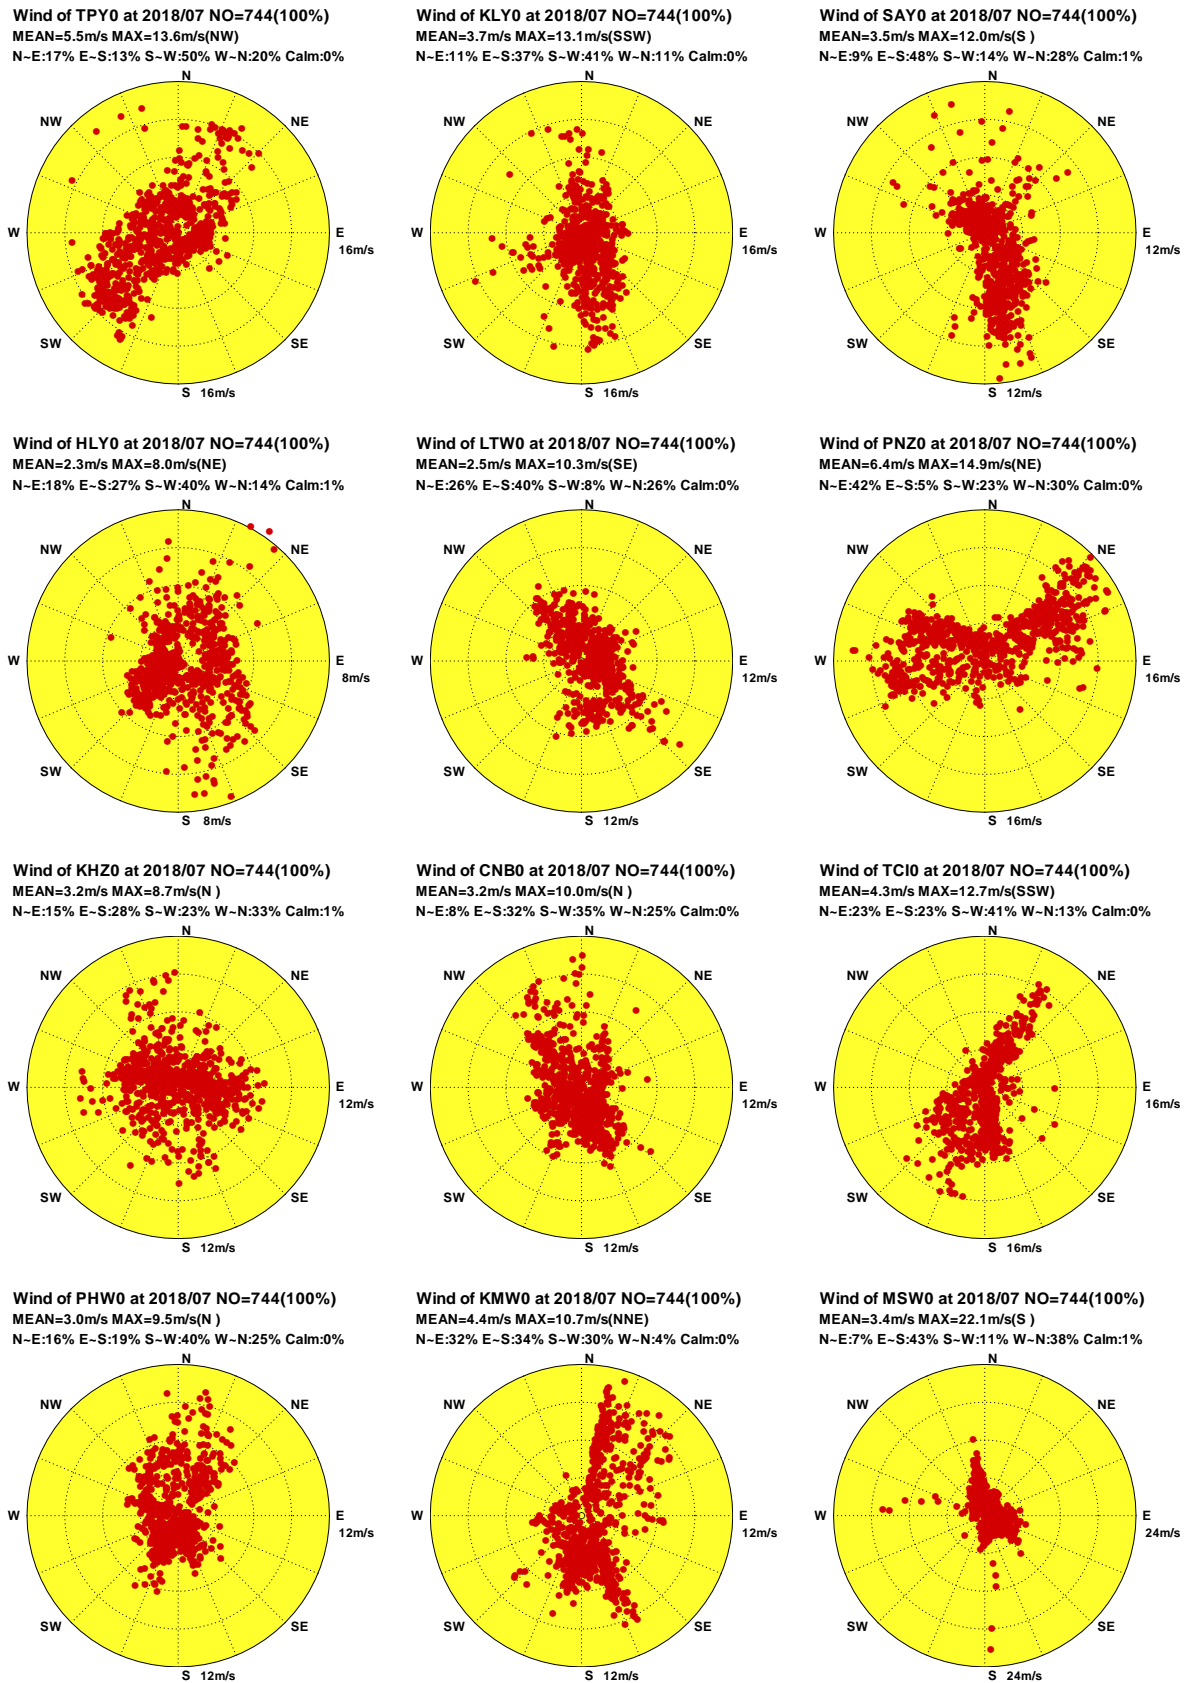 Wind of TPY0 at 2018/07 NO=744(100%)
MEAN=5.5m/s MAX=13.6m/s(NW)
N~E:17% E~S:13% S~W:50% W~N:20% Calm:0%
N
NW
NE
W
E
16m/s
SW
SE
S 16m/s
Wind of KLY0 at 2018/07 NO=744(100%)
MEAN=3.7m/s MAX=13.1m/s(SSW)
N~E:11% E~S:37% S~W:41% W~N:11% Calm:0%
N
NW
NE
W
E
16m/s
SW
SE
S 16m/s
Wind of SAY0 at 2018/07 NO=744(100%)
MEAN=3.5m/s MAX=12.0m/s(S )
N~E:9% E~S:48% S~W:14% W~N:28% Calm:1%
N
NW
NE
W
E
12m/s
SW
SE
S 12m/s
Wind of HLY0 at 2018/07 NO=744(100%)
MEAN=2.3m/s MAX=8.0m/s(NE)
N~E:18% E~S:27% S~W:40% W~N:14% Calm:1%
N
NW
NE
W
E
8m/s
SW
SE
S 8m/s
Wind of LTW0 at 2018/07 NO=744(100%)
MEAN=2.5m/s MAX=10.3m/s(SE)
N~E:26% E~S:40% S~W:8% W~N:26% Calm:0%
N
NW
NE
W
E
12m/s
SW
SE
S 12m/s
Wind of PNZ0 at 2018/07 NO=744(100%)
MEAN=6.4m/s MAX=14.9m/s(NE)
N~E:42% E~S:5% S~W:23% W~N:30% Calm:0%
N
NW
NE
W
E
16m/s
SW
SE
S 16m/s
Wind of KHZ0 at 2018/07 NO=744(100%)
MEAN=3.2m/s MAX=8.7m/s(N )
N~E:15% E~S:28% S~W:23% W~N:33% Calm:1%
N
NW
NE
W
E
12m/s
SW
SE
S 12m/s
Wind of CNB0 at 2018/07 NO=744(100%)
MEAN=3.2m/s MAX=10.0m/s(N )
N~E:8% E~S:32% S~W:35% W~N:25% Calm:0%
N
NW
NE
W
E
12m/s
SW
SE
S 12m/s
Wind of TCI0 at 2018/07 NO=744(100%)
MEAN=4.3m/s MAX=12.7m/s(SSW)
N~E:23% E~S:23% S~W:41% W~N:13% Calm:0%
N
NW
NE
W
E
16m/s
SW
SE
S 16m/s
Wind of PHW0 at 2018/07 NO=744(100%)
MEAN=3.0m/s MAX=9.5m/s(N )
N~E:16% E~S:19% S~W:40% W~N:25% Calm:0%
N
NW
NE
W
E
12m/s
SW
SE
S 12m/s
Wind of KMW0 at 2018/07 NO=744(100%)
MEAN=4.4m/s MAX=10.7m/s(NNE)
N~E:32% E~S:34% S~W:30% W~N:4% Calm:0%
N
NW
NE
W
E
12m/s
SW
SE
S 12m/s
Wind of MSW0 at 2018/07 NO=744(100%)
MEAN=3.4m/s MAX=22.1m/s(S )
N~E:7% E~S:43% S~W:11% W~N:38% Calm:1%
N
NW
NE
W
E
24m/s
SW
SE
S 24m/s